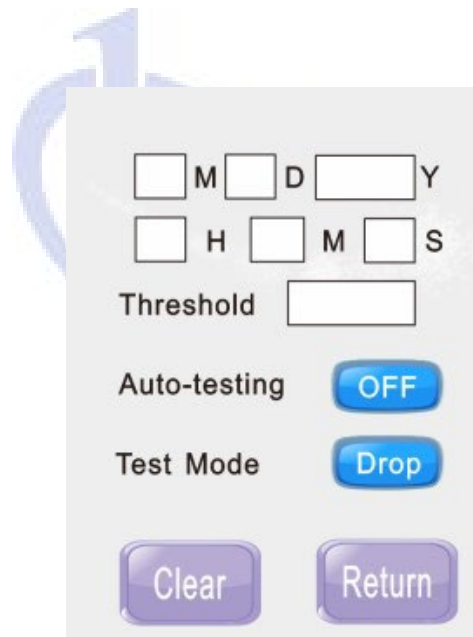 M D Y
H M S
Threshold
Auto-testing OFF
Test Mode Drop
Clear Return